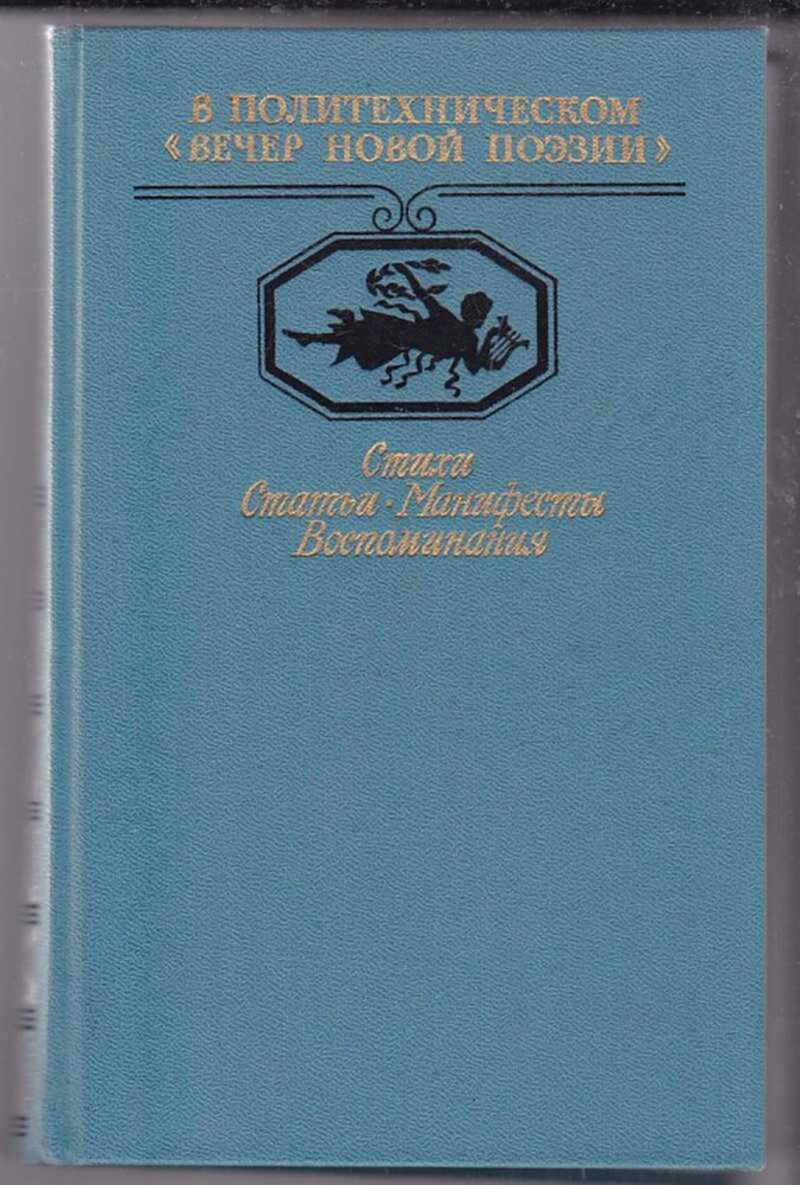 В ПОЛИТЕХНИЧЕСКОМ
«ВЕЧЕР НОВОЙ ПОЭЗИИ»
Стихи
Статьи · Манифесты
Воспоминания